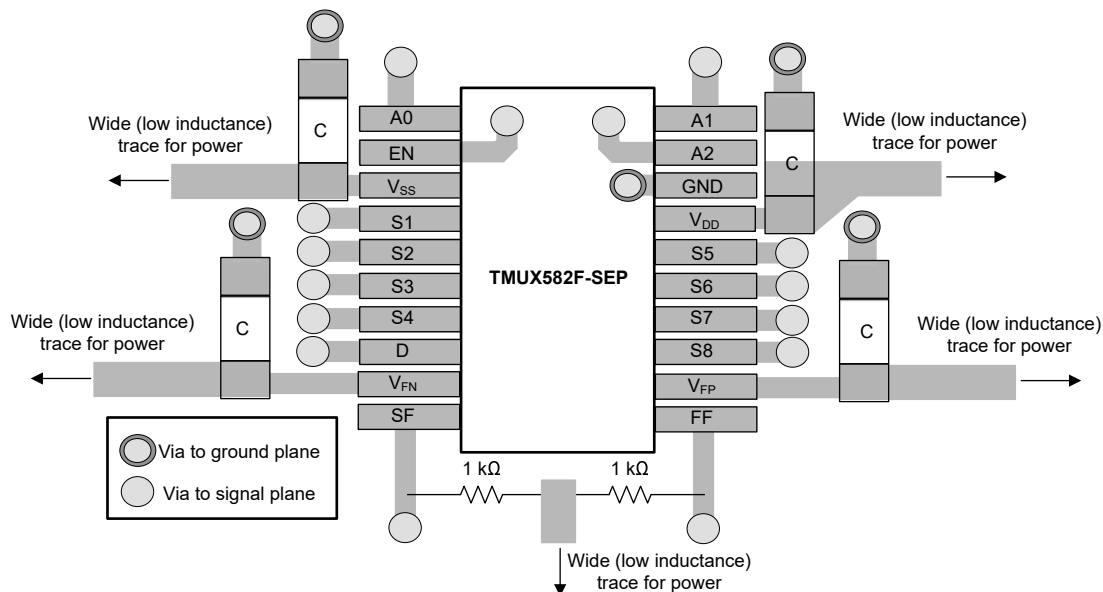 Wide (low inductance)
trace for power
C
A0
EN
VSS
S1
S2
S3
S4
D
VFN
SF
Wide (low inductance)
trace for power
C
TMUX582F-SEP
A1
A2
GND
VDD
S5
S6
S7
S8
VFP
FF
C
Wide (low inductance)
trace for power
C
Wide (low inductance)
trace for power
Via to ground plane
Via to signal plane
1 kΩ
1 kΩ
Wide (low inductance)
trace for power